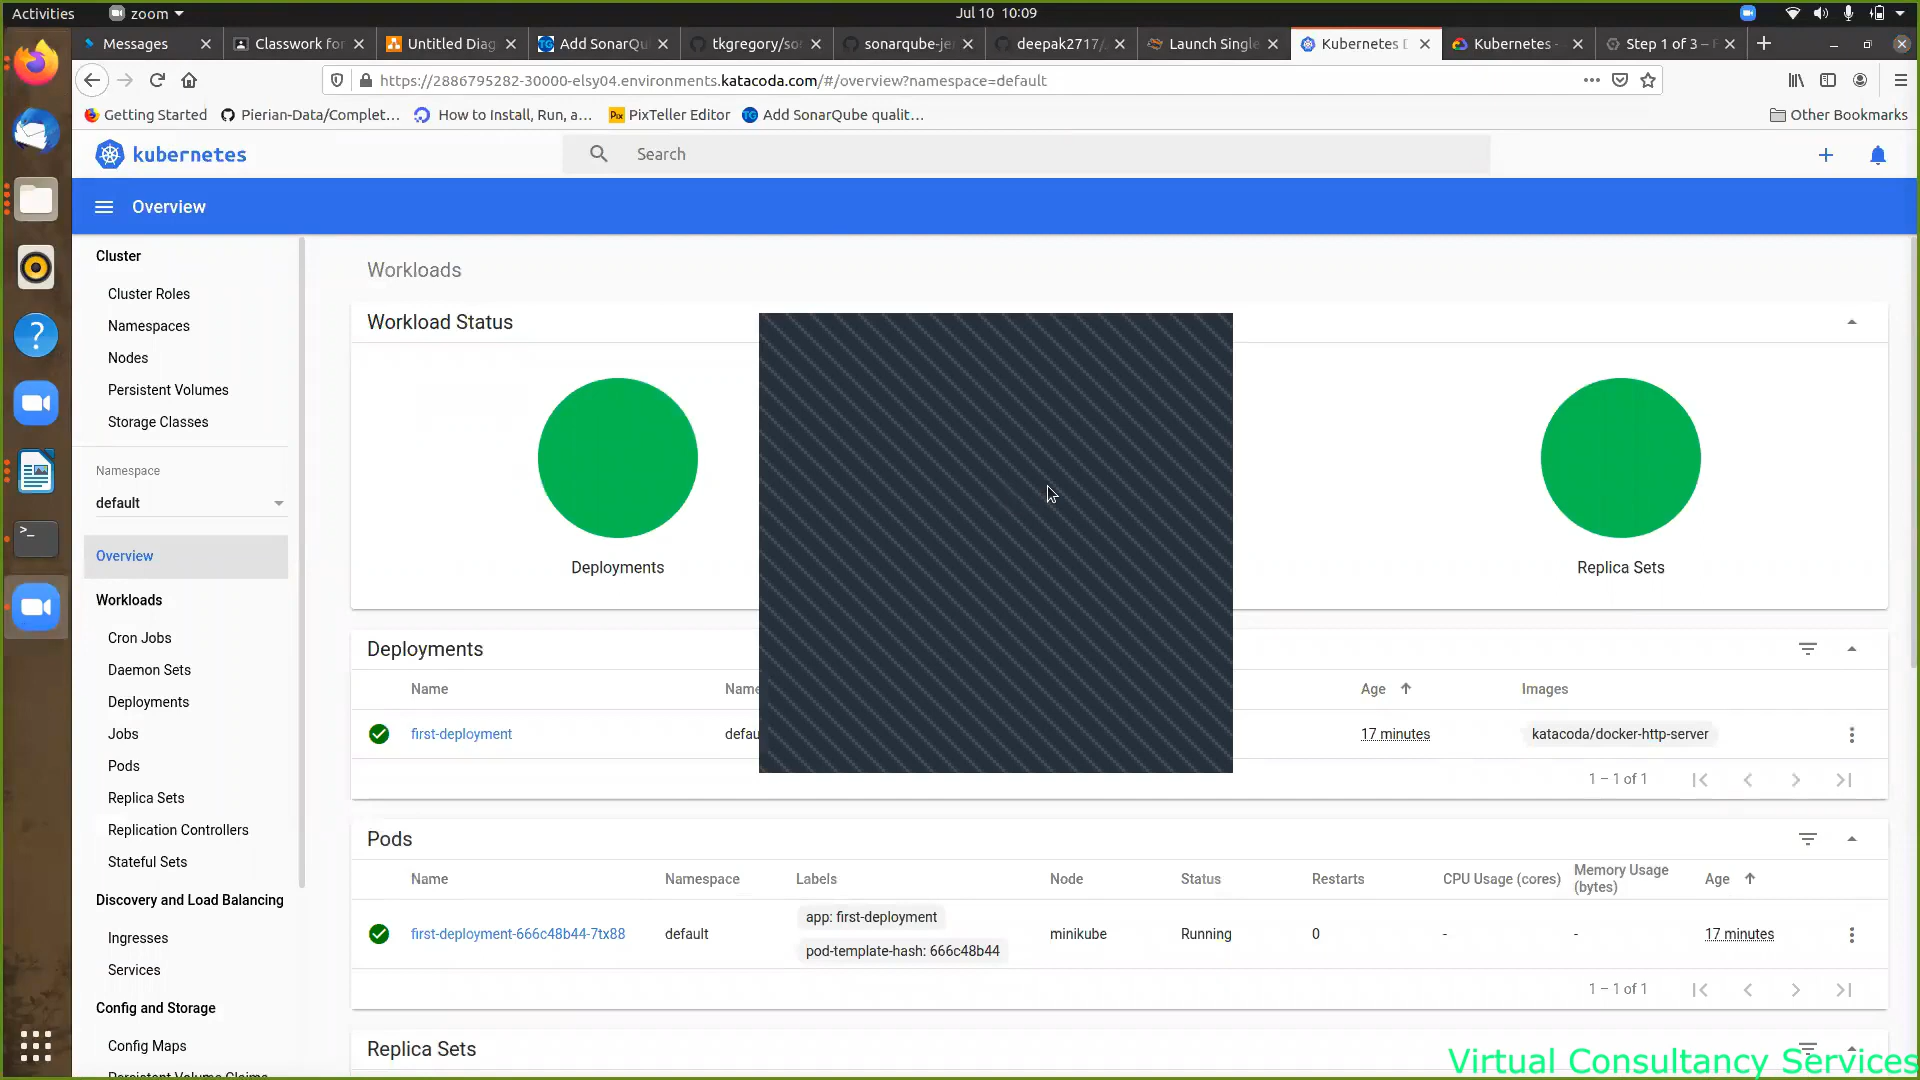 Activities
zoom
Jul 10 10:09
Messages
Classwork for
Untitled Diag
Add SonarQu
tkgregory/so
sonarqube-je
deepak2717/
Launch Single
Kubernetes
Kubernetes -
Step 1 of 3 –
https://2886795282-30000-elsy04.environments.katacoda.com/#/overview?namespace=default
Getting Started
Pierian-Data/Complet...
How to Install, Run, a...
PixTeller Editor
Add SonarQube qualit...
Other Bookmarks
kubernetes
Search
Overview
Cluster
Cluster Roles
Namespaces
Nodes
Persistent Volumes
Storage Classes
Namespace
default
Overview
Workloads
Cron Jobs
Daemon Sets
Deployments
Jobs
Pods
Replica Sets
Replication Controllers
Stateful Sets
Discovery and Load Balancing
Ingresses
Services
Config and Storage
Config Maps
Persistent Volume Claims
Workloads
Workload Status
Deployments
Replica Sets
Deployments
Name
Name
Age
Images
first-deployment
defau
17 minutes
katacoda/docker-http-server
1 – 1 of 1
Pods
Name
Namespace
Labels
Node
Status
Restarts
CPU Usage (cores)
Memory Usage (bytes)
Age
first-deployment-666c48b44-7tx88
default
app: first-deployment
pod-template-hash: 666c48b44
minikube
Running
0
-
-
17 minutes
1 – 1 of 1
Replica Sets
Virtual Consultancy Services